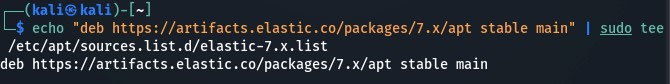 ┌──(kali㉿kali)-[~]
└─$ echo "deb https://artifacts.elastic.co/packages/7.x/apt stable main" | sudo tee
/etc/apt/sources.list.d/elastic-7.x.list
deb https://artifacts.elastic.co/packages/7.x/apt stable main